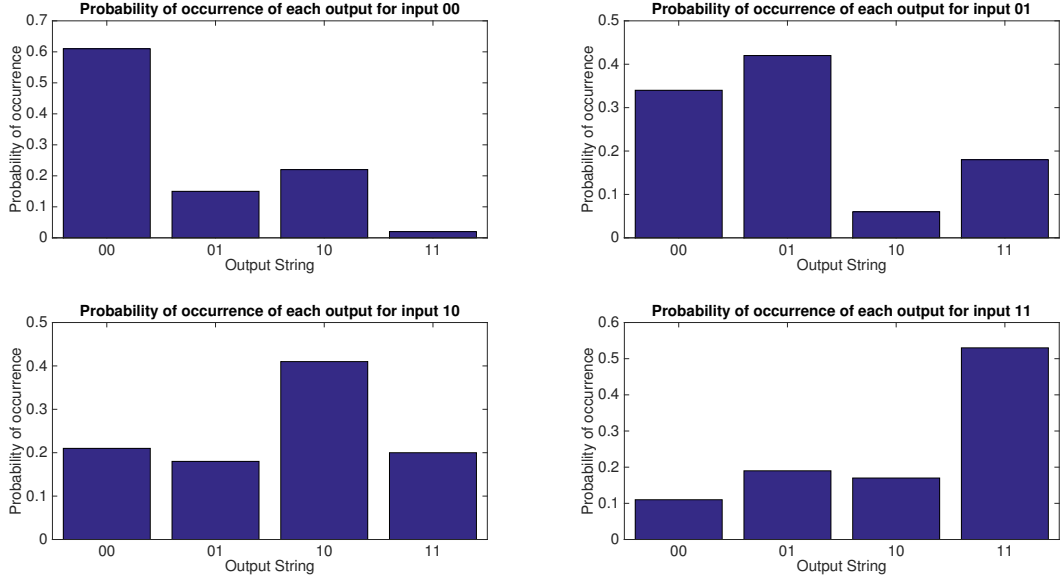 Probability of occurrence of each output for input 00
0.7
0.6
0.5
0.4
0.3
0.2
0.1
0
Probability of occurrence
00 01 10 11
Output String
Probability of occurrence of each output for input 01
0.5
0.4
0.3
0.2
0.1
0
Probability of occurrence
00 01 10 11
Output String
Probability of occurrence of each output for input 10
0.5
0.4
0.3
0.2
0.1
0
Probability of occurrence
00 01 10 11
Output String
Probability of occurrence of each output for input 11
0.6
0.5
0.4
0.3
0.2
0.1
0
Probability of occurrence
00 01 10 11
Output String